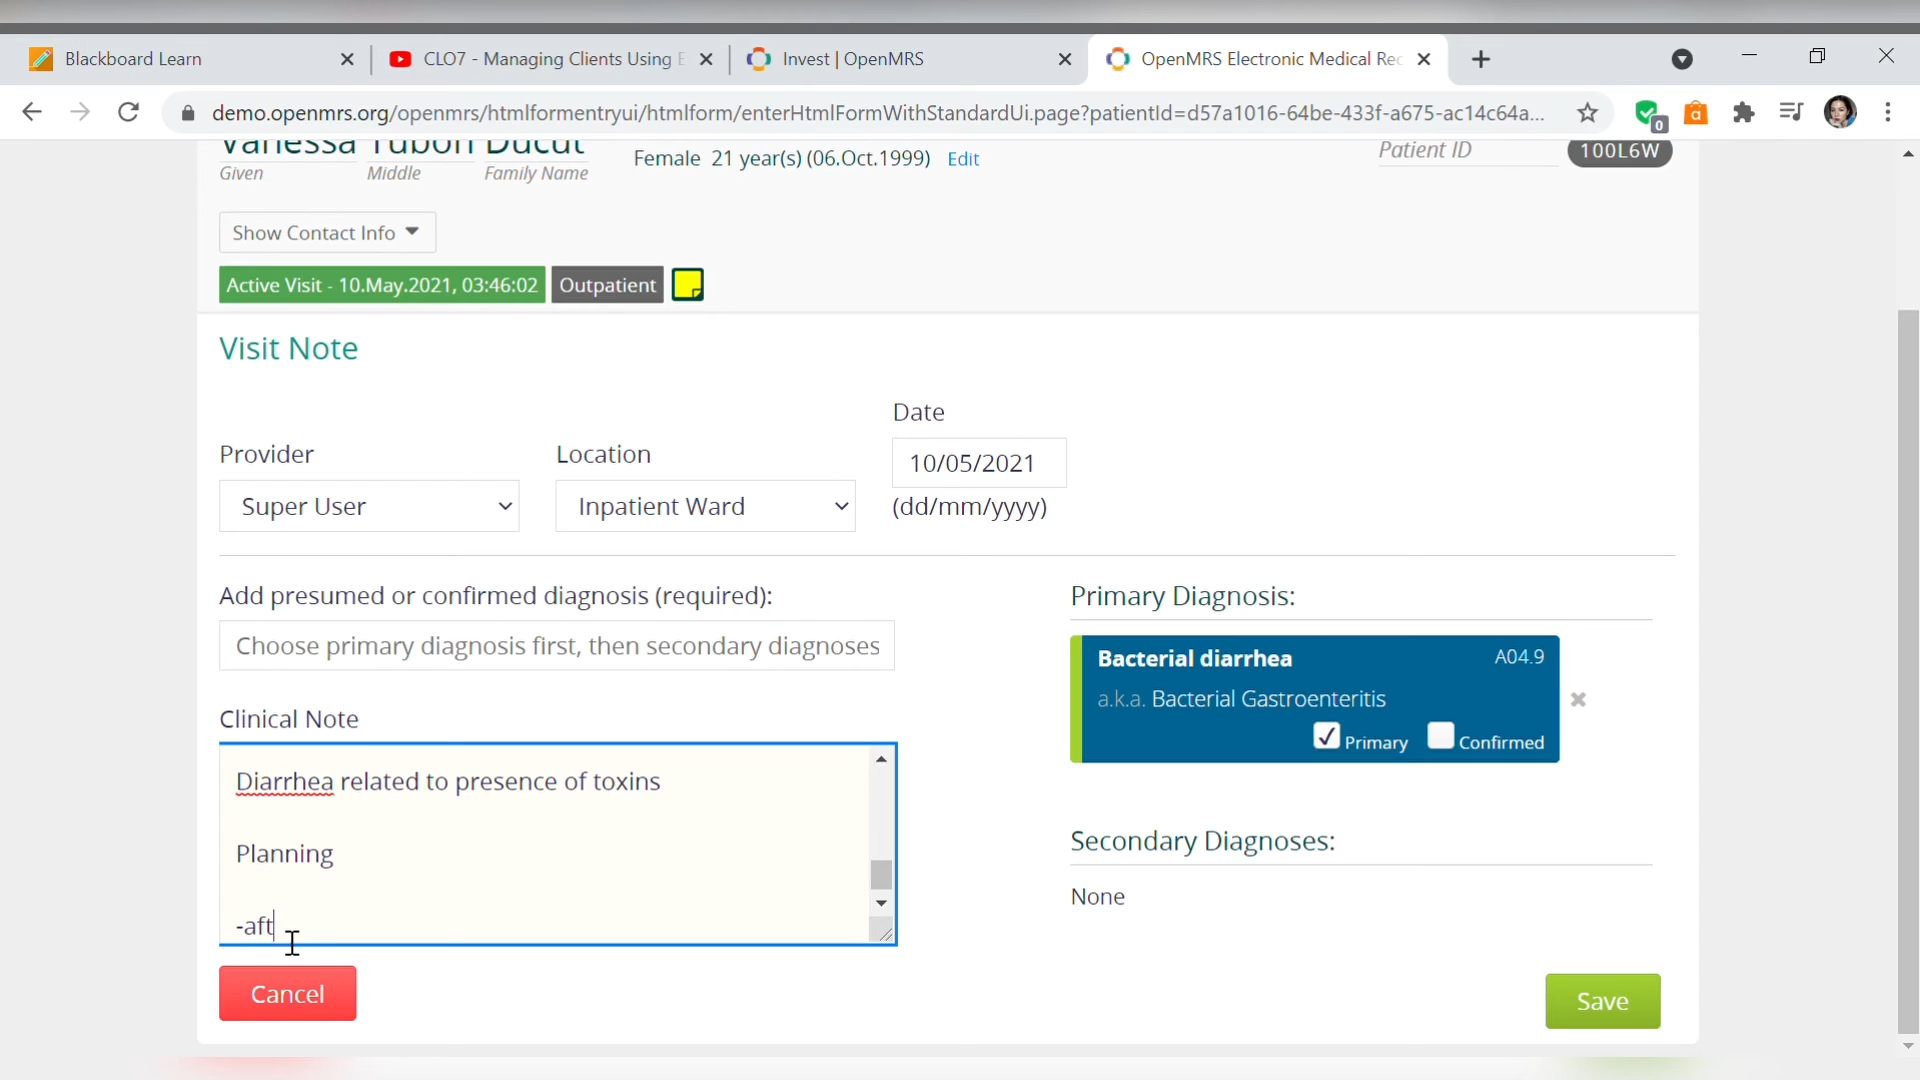 Blackboard Learn
CLO7 - Managing Clients Using E
Invest | OpenMRS
OpenMRS Electronic Medical Rec
demo.openmrs.org/openmrs/htmlformentryui/htmlform/enterHtmlFormWithStandardUi.page?patientId=d57a1016-64be-433f-a675-ac14c64a...
0
Vanessa Tubon Ducut
Given Middle Family Name
Female 21 year(s) (06.Oct.1999) Edit
Patient ID 100L6W
Show Contact Info
Active Visit - 10.May.2021, 03:46:02 Outpatient
Visit Note
Provider
Super User
Location
Inpatient Ward
Date
10/05/2021
(dd/mm/yyyy)
Add presumed or confirmed diagnosis (required):
Choose primary diagnosis first, then secondary diagnoses
Clinical Note
Diarrhea related to presence of toxins
Planning
-aft
Cancel
Primary Diagnosis:
Bacterial diarrhea A04.9
a.k.a. Bacterial Gastroenteritis
Primary Confirmed
Secondary Diagnoses:
None
Save